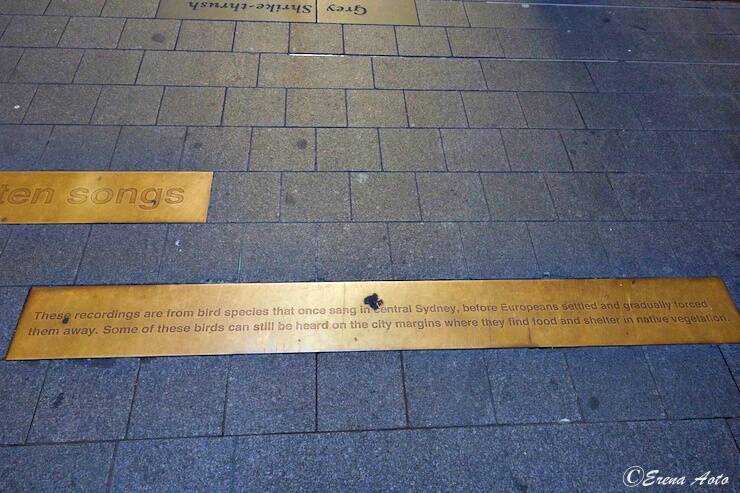 Grey Shrike-thrush
ten songs
These recordings are from bird species that once sang in central Sydney, before Europeans settled and gradually forced
them away. Some of these birds can still be heard on the city margins where they find food and shelter in native vegetation
©Erena Aoto